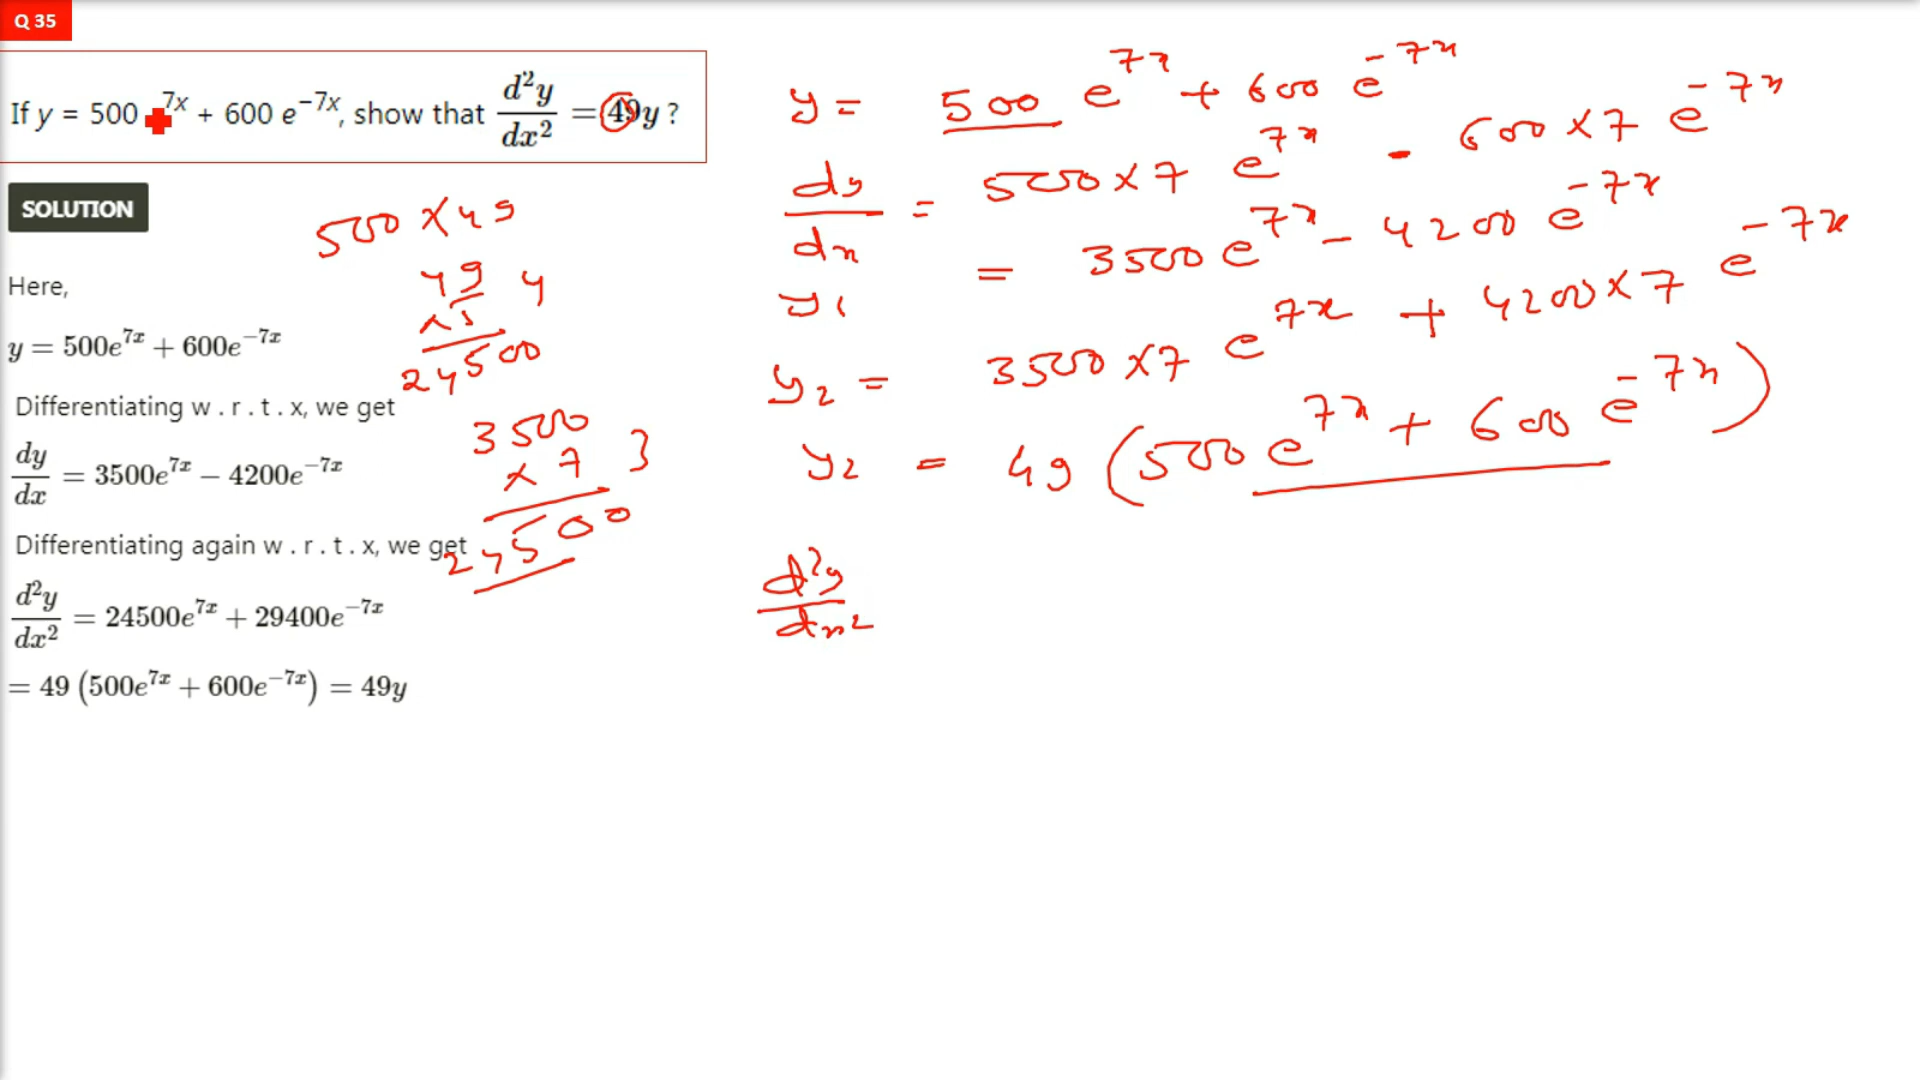 Q 35
If y = 500 e^{7x} + 600 e^{−7x}, show that d²y/dx² = 49y ?
SOLUTION
Here,
y = 500e^{7x} + 600e^{−7x}
Differentiating w . r . t . x, we get
dy/dx = 3500e^{7x} − 4200e^{−7x}
Differentiating again w . r . t . x, we get
d²y/dx² = 24500e^{7x} + 29400e^{−7x}
= 49 (500e^{7x} + 600e^{−7x}) = 49y
500 × 49
49 4
× 5
24500
3500
× 7 3
24500
y = 500 e^{7x} + 600 e^{−7x}
dy/dx = 500 × 7 e^{7x} - 600 × 7 e^{−7x}
y1 = 3500 e^{7x} − 4200 e^{−7x}
y2 = 3500 × 7 e^{7x} + 4200 × 7 e^{−7x}
y2 = 49 (500 e^{7x} + 600 e^{−7x})
d²y/dx²